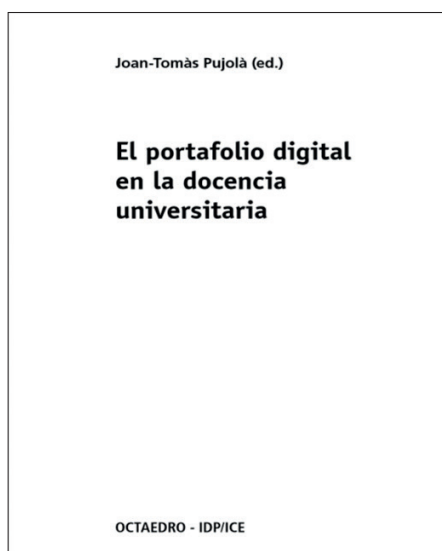 Joan-Tomàs Pujolà (ed.)
El portafolio digital
en la docencia
universitaria
OCTAEDRO - IDP/ICE